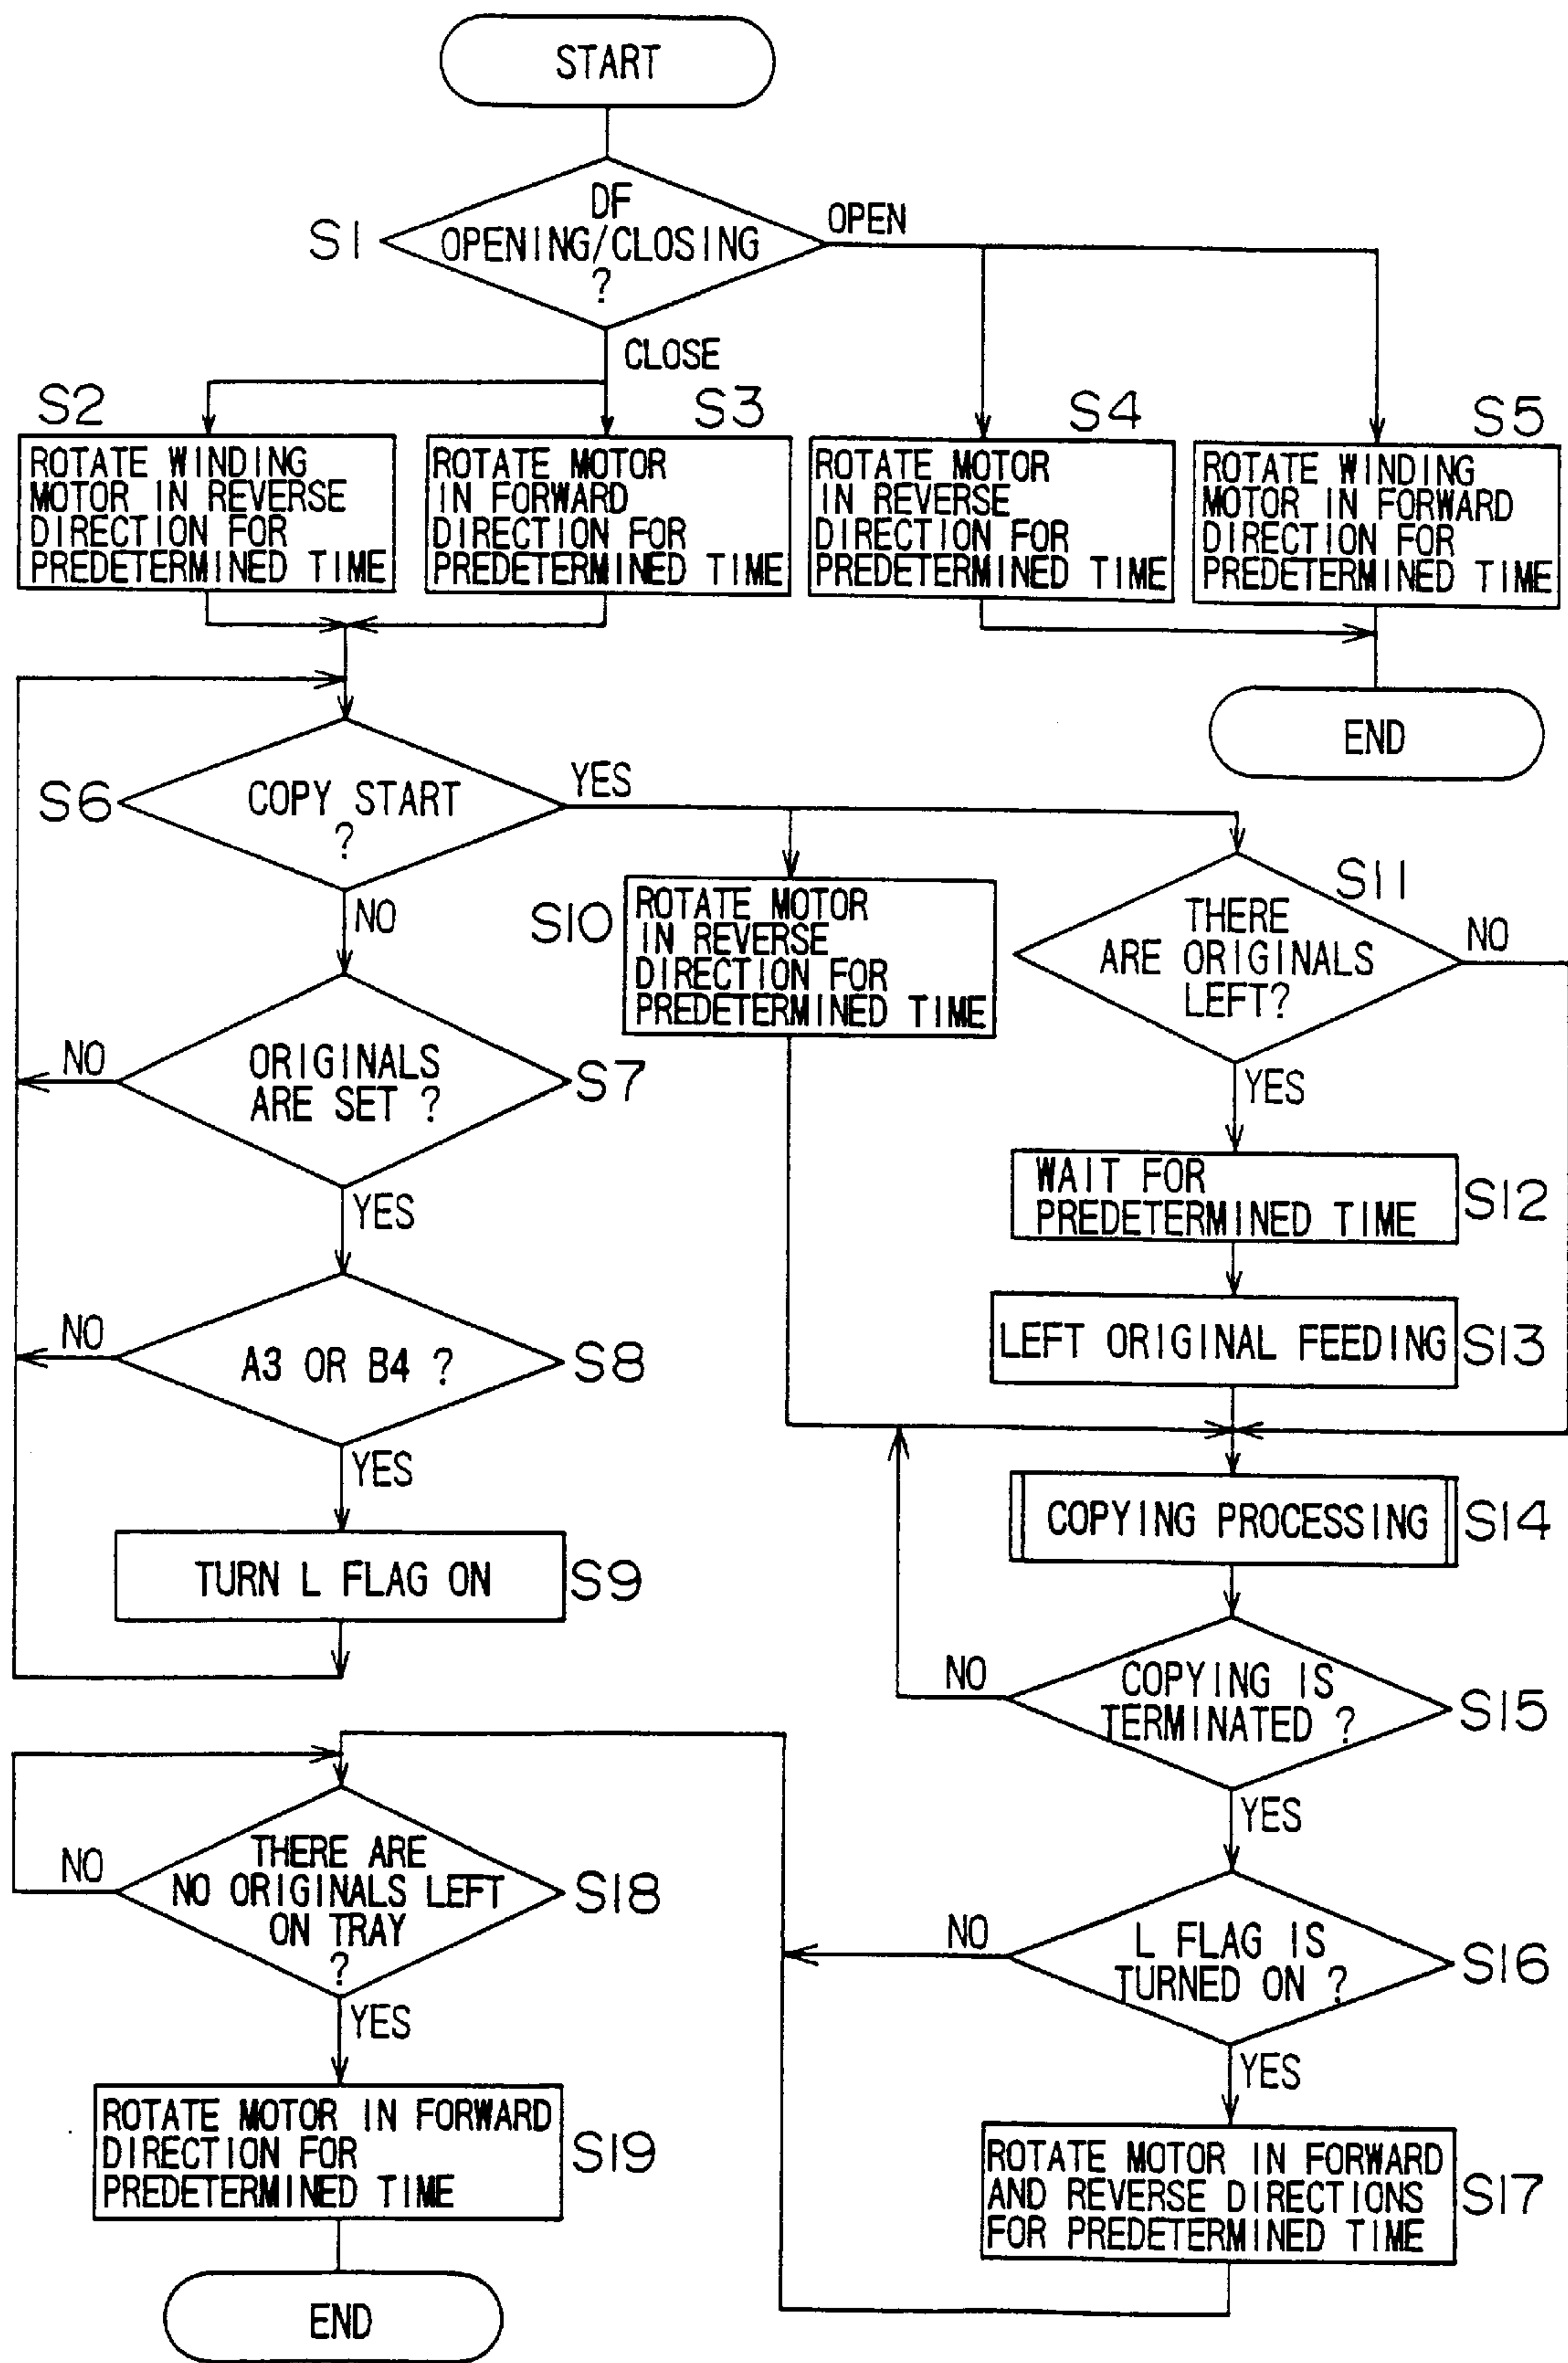 START
S1
DF
OPENING/CLOSING
?
OPEN
CLOSE
S2
ROTATE WINDING
MOTOR IN REVERSE
DIRECTION FOR
PREDETERMINED TIME
S3
ROTATE MOTOR
IN FORWARD
DIRECTION FOR
PREDETERMINED TIME
S4
ROTATE MOTOR
IN REVERSE
DIRECTION FOR
PREDETERMINED TIME
S5
ROTATE WINDING
MOTOR IN FORWARD
DIRECTION FOR
PREDETERMINED TIME
END
S6
COPY START
?
YES
NO
S7
ORIGINALS
ARE SET ?
NO
YES
S8
A3 OR B4 ?
NO
YES
TURN L FLAG ON
S9
S10
ROTATE MOTOR
IN REVERSE
DIRECTION FOR
PREDETERMINED TIME
S11
THERE
ARE ORIGINALS
LEFT?
NO
YES
WAIT FOR
PREDETERMINED TIME
S12
LEFT ORIGINAL FEEDING
S13
COPYING PROCESSING
S14
NO
COPYING IS
TERMINATED ?
S15
YES
NO
L FLAG IS
TURNED ON ?
S16
YES
ROTATE MOTOR IN FORWARD
AND REVERSE DIRECTIONS
FOR PREDETERMINED TIME
S17
NO
THERE ARE
NO ORIGINALS LEFT
ON TRAY
?
S18
YES
ROTATE MOTOR IN FORWARD
DIRECTION FOR
PREDETERMINED TIME
S19
END